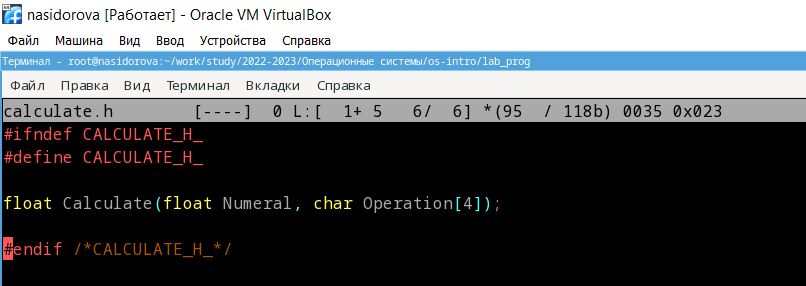 nasidorova [Работает] - Oracle VM VirtualBox
Файл Машина Вид Ввод Устройства Справка
Терминал - root@nasidorova:~/work/study/2022-2023/Операционные системы/os-intro/lab_prog
Файл Правка Вид Терминал Вкладки Справка
calculate.h [----] 0 L:[ 1+ 5 6/ 6] *(95 / 118b) 0035 0x023
#ifndef CALCULATE_H_
#define CALCULATE_H_
float Calculate(float Numeral, char Operation[4]);
#endif /*CALCULATE_H_*/